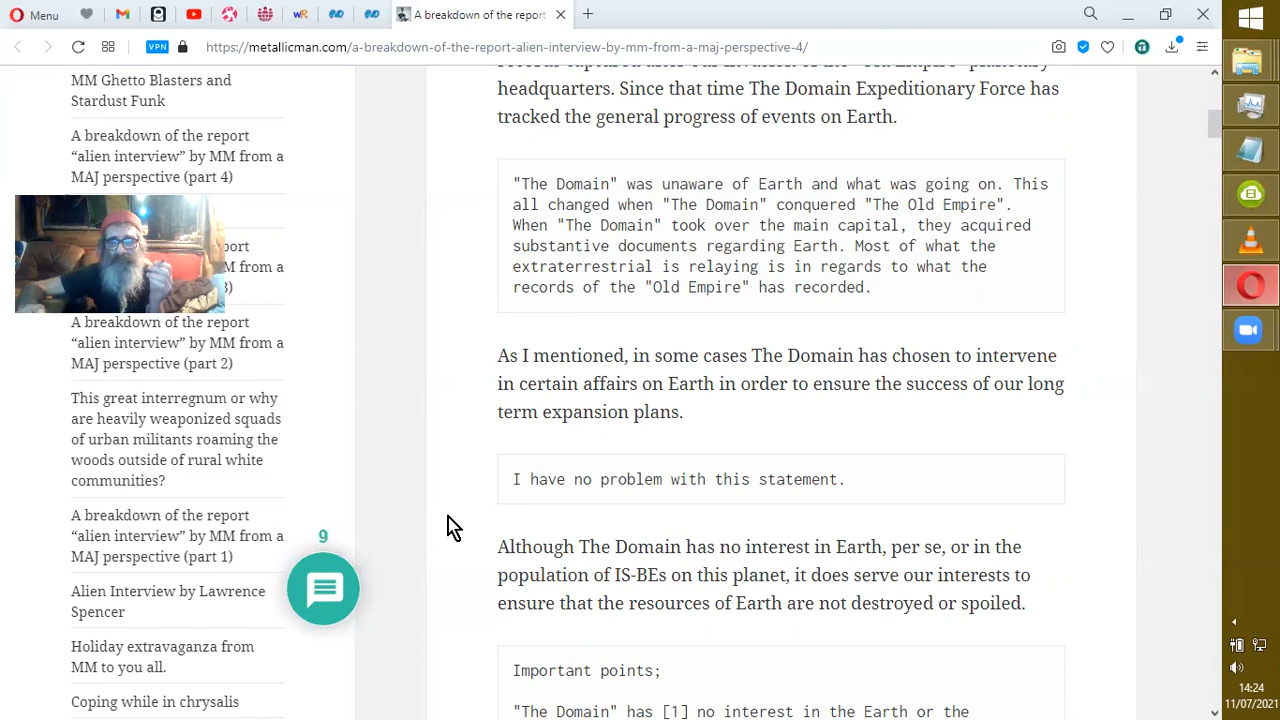 Menu
A breakdown of the report
https://metallicman.com/a-breakdown-of-the-report-alien-interview-by-mm-from-a-maj-perspective-4/
VPN
MM Ghetto Blasters and
Stardust Funk
A breakdown of the report
“alien interview” by MM from a
MAJ perspective (part 4)
port
M from a
3)
A breakdown of the report
“alien interview” by MM from a
MAJ perspective (part 2)
This great interregnum or why
are heavily weaponized squads
of urban militants roaming the
woods outside of rural white
communities?
A breakdown of the report
“alien interview” by MM from a
MAJ perspective (part 1)
Alien Interview by Lawrence
Spencer
Holiday extravaganza from
MM to you all.
Coping while in chrysalis
9
headquarters. Since that time The Domain Expeditionary Force has
tracked the general progress of events on Earth.
"The Domain" was unaware of Earth and what was going on. This
all changed when "The Domain" conquered "The Old Empire".
When "The Domain" took over the main capital, they acquired
substantive documents regarding Earth. Most of what the
extraterrestrial is relaying is in regards to what the
records of the "Old Empire" has recorded.
As I mentioned, in some cases The Domain has chosen to intervene
in certain affairs on Earth in order to ensure the success of our long
term expansion plans.
I have no problem with this statement.
Although The Domain has no interest in Earth, per se, or in the
population of IS-BEs on this planet, it does serve our interests to
ensure that the resources of Earth are not destroyed or spoiled.
Important points;
"The Domain" has [1] no interest in the Earth or the
14:24
11/07/2021